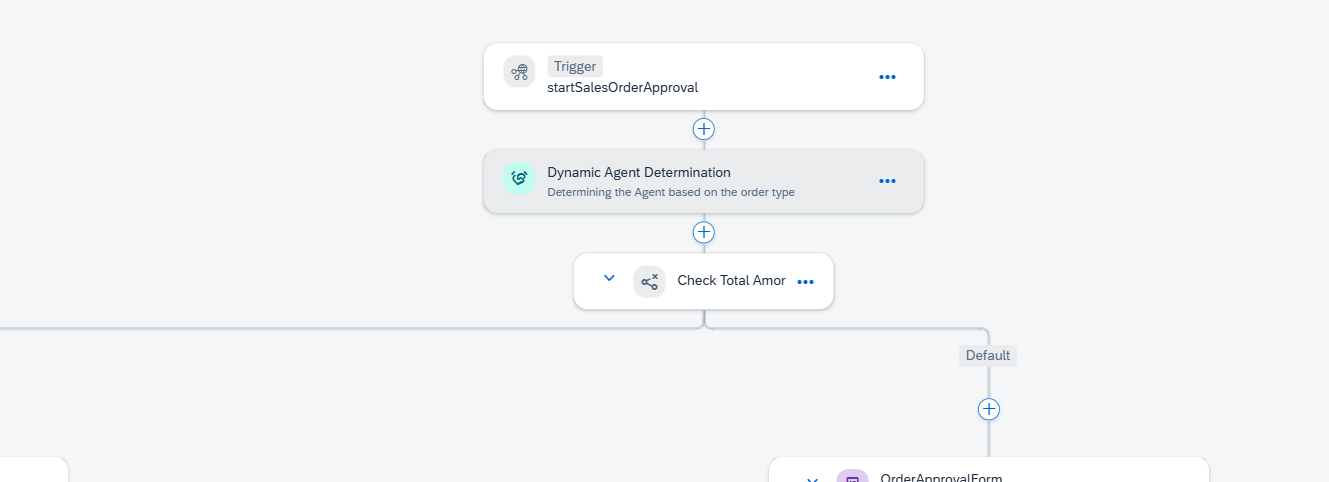 Trigger
startSalesOrderApproval
Dynamic Agent Determination
Determining the Agent based on the order type
Check Total Amor
Default
OrderApprovalForm